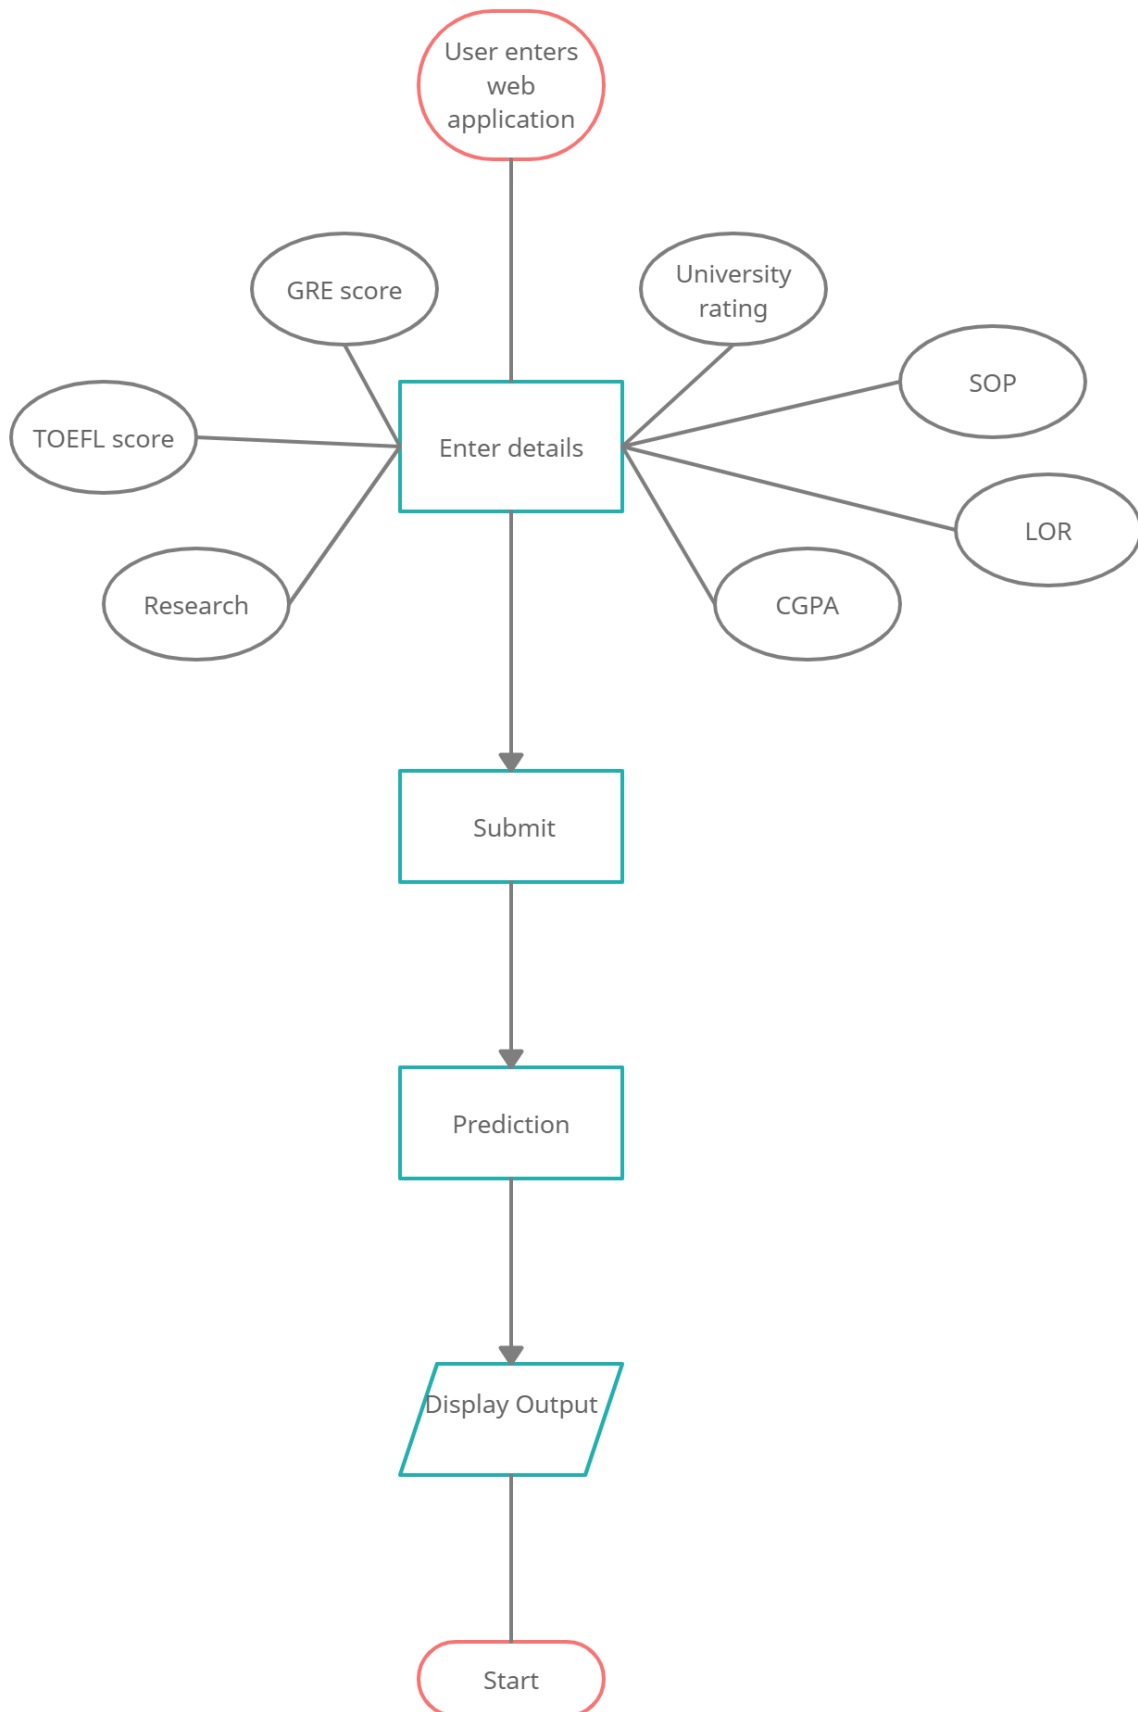 User enters
web
application
GRE score
University
rating
SOP
TOEFL score
Enter details
LOR
Research
CGPA
Submit
Prediction
Display Output
Start